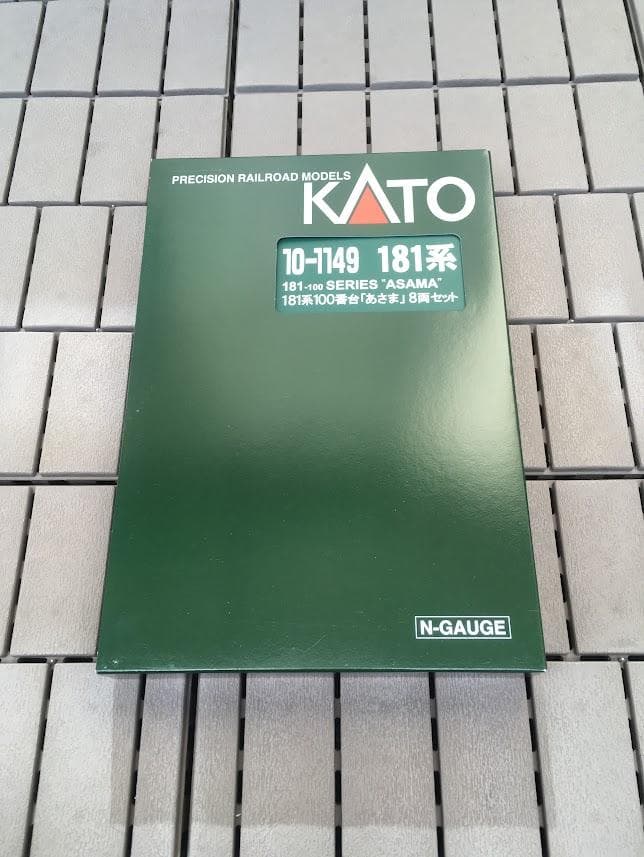 PRECISION RAILROAD MODELS
KATO
10-1149 181系
181-100 SERIES "ASAMA"
181系100番台「あさま」8両セット
N-GAUGE